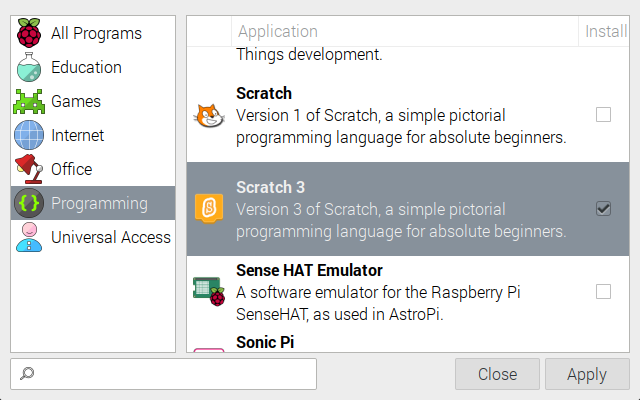 All Programs
Education
Games
Internet
Office
Programming
Universal Access
Application
Install
Things development.
Scratch
Version 1 of Scratch, a simple pictorial
programming language for absolute beginners.
Scratch 3
Version 3 of Scratch, a simple pictorial
programming language for absolute beginners.
Sense HAT Emulator
A software emulator for the Raspberry Pi
SenseHAT, as used in AstroPi.
Sonic Pi
Close
Apply